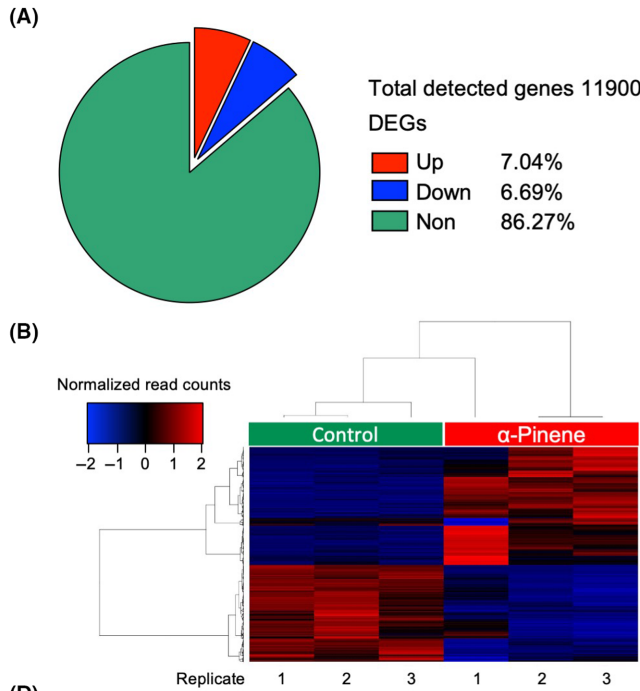 (A)
Total detected genes 11900
DEGs
Up 7.04%
Down 6.69%
Non 86.27%
(B)
Normalized read counts
−2 −1 0 1 2
Control α-Pinene
Replicate 1 2 3 1 2 3